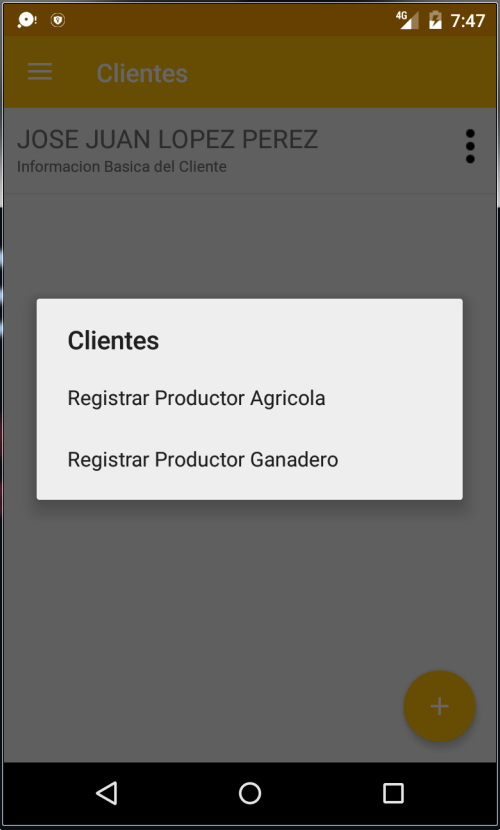 4G 7:47
Clientes
JOSE JUAN LOPEZ PEREZ
Informacion Basica del Cliente
Clientes
Registrar Productor Agricola
Registrar Productor Ganadero